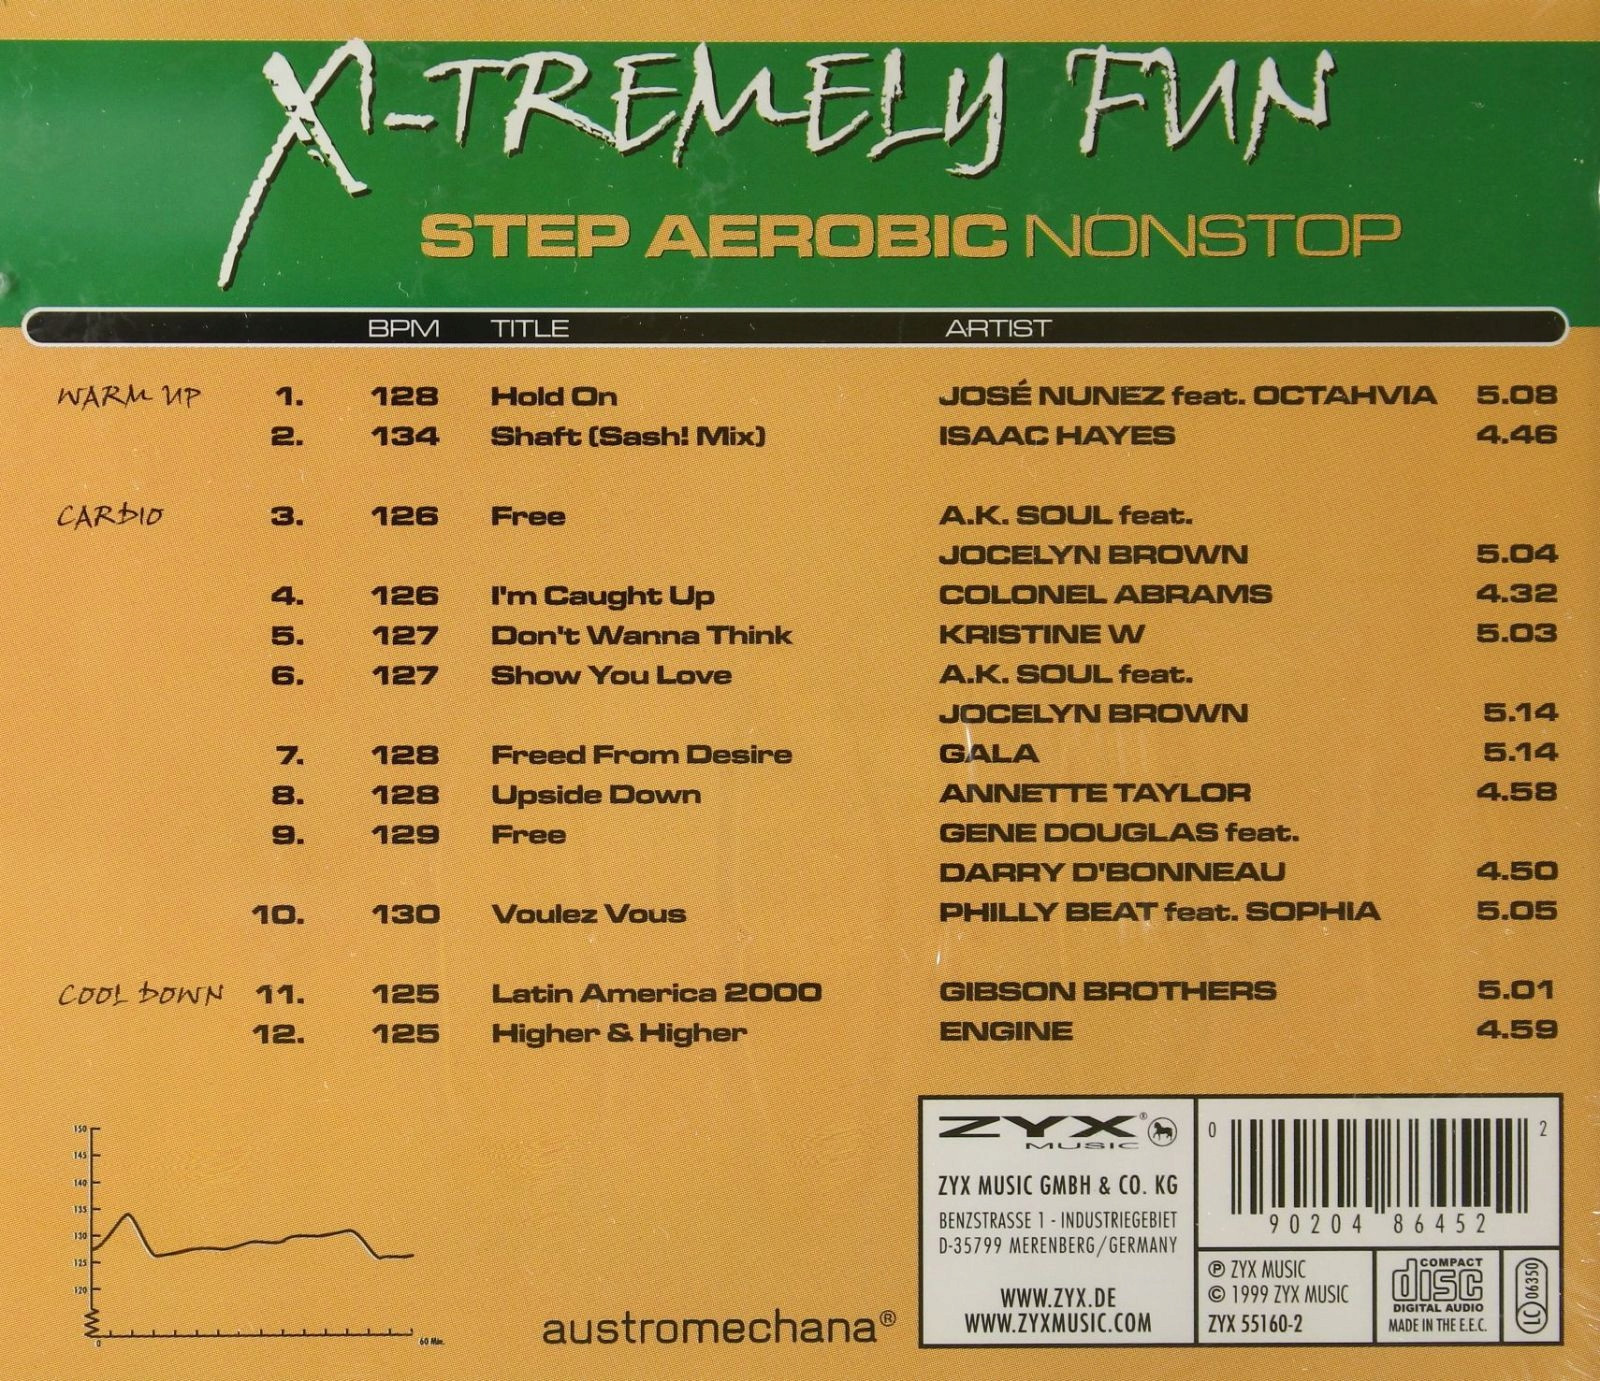 X-TREMELY FUN
STEP AEROBIC NONSTOP
BPM TITLE ARTIST
WARM UP 1. 128 Hold On JOSÉ NUNEZ feat. OCTAHVIA 5.08
2. 134 Shaft (Sash! Mix) ISAAC HAYES 4.46
CARDIO 3. 126 Free A.K. SOUL feat.
JOCELYN BROWN 5.04
4. 126 I'm Caught Up COLONEL ABRAMS 4.32
5. 127 Don't Wanna Think KRISTINE W 5.03
6. 127 Show You Love A.K. SOUL feat.
JOCELYN BROWN 5.14
7. 128 Freed From Desire GALA 5.14
8. 128 Upside Down ANNETTE TAYLOR 4.58
9. 129 Free GENE DOUGLAS feat.
DARRY D'BONNEAU 4.50
10. 130 Voulez Vous PHILLY BEAT feat. SOPHIA 5.05
COOL DOWN 11. 125 Latin America 2000 GIBSON BROTHERS 5.01
12. 125 Higher & Higher ENGINE 4.59
150
145
140
135
130
125
120
0 60 Min.
austromechana®
ZYX®
MUSIC
ZYX MUSIC GMBH & CO. KG
BENZSTRASSE 1 - INDUSTRIEGEBIET
D-35799 MERENBERG/GERMANY
WWW.ZYX.DE
WWW.ZYXMUSIC.COM
0 90204 86452 2
℗ ZYX MUSIC
© 1999 ZYX MUSIC
ZYX 55160-2
COMPACT
disc
DIGITAL AUDIO
MADE IN THE E.E.C.
LC 06350